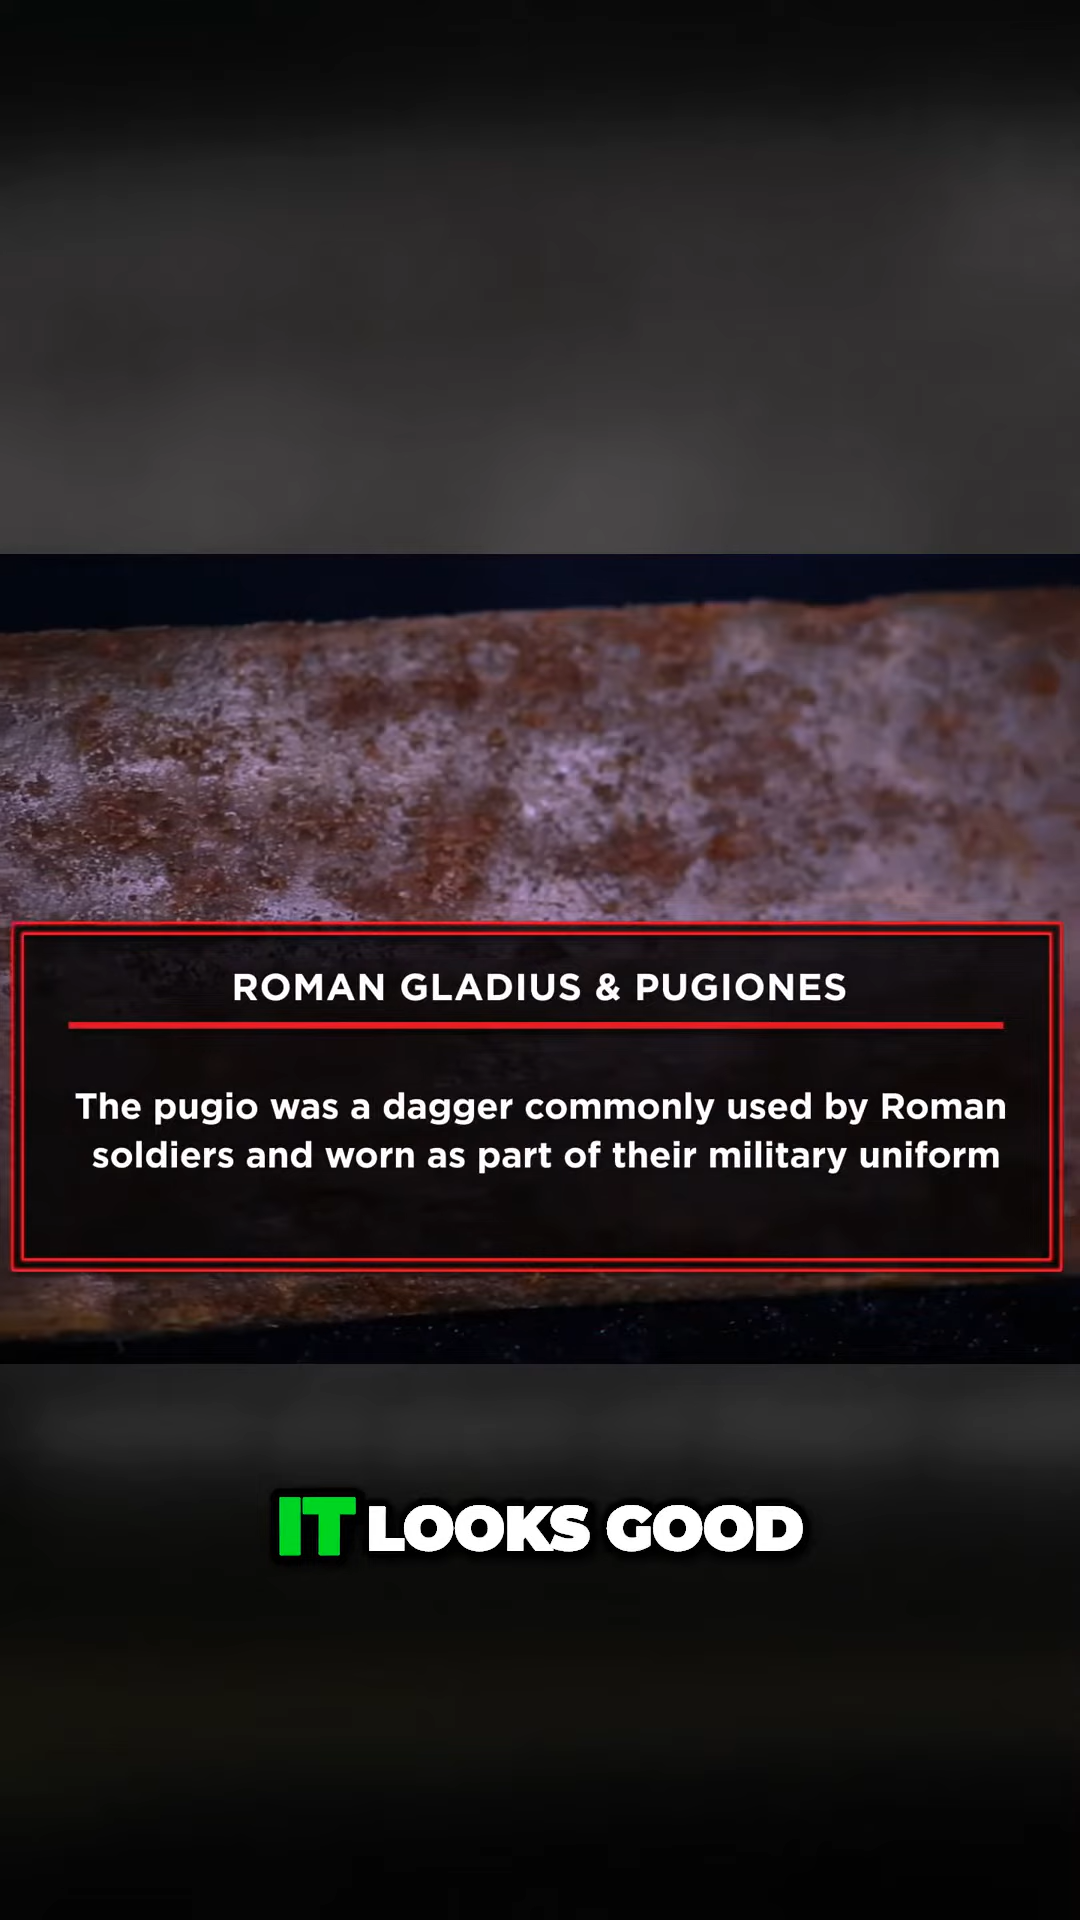 ROMAN GLADIUS & PUGIONES
The pugio was a dagger commonly used by Roman
soldiers and worn as part of their military uniform
IT LOOKS GOOD